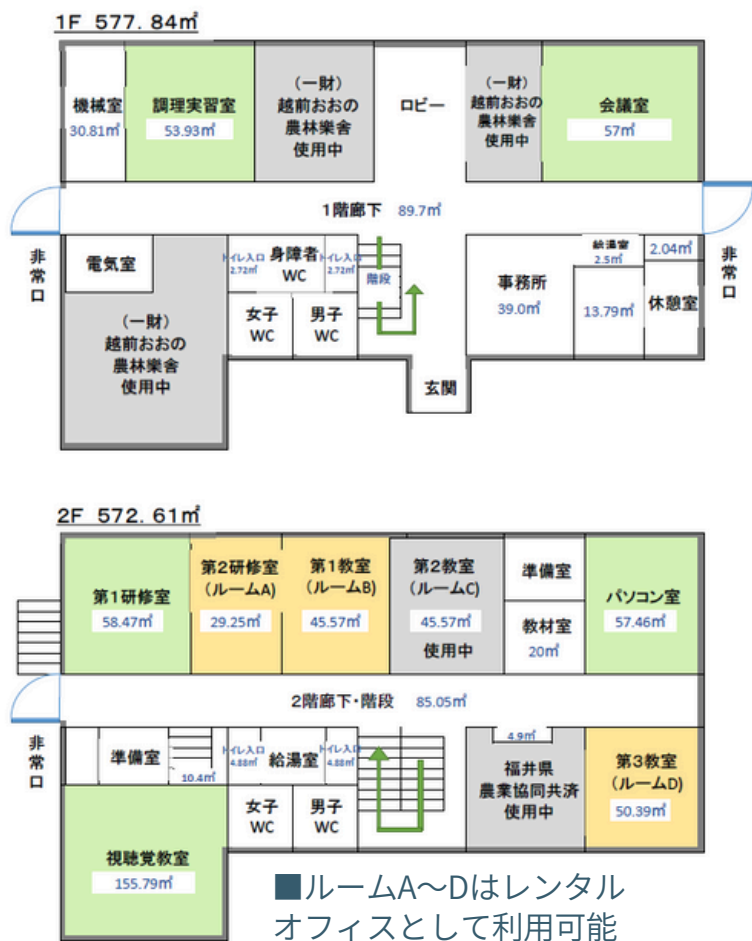 1F 577.84㎡
機械室
30.81㎡
調理実習室
53.93㎡
(一財)
越前おおの
農林樂舎
使用中
ロビー
(一財)
越前おおの
農林樂舎
使用中
会議室
57㎡
1階廊下 89.7㎡
非常口
電気室
(一財)
越前おおの
農林樂舎
使用中
トイレ入口
2.72㎡
身障者
WC
トイレ入口
2.72㎡
女子
WC
男子
WC
階段
玄関
事務所
39.0㎡
給湯室
2.5㎡
13.79㎡
2.04㎡
休憩室
非常口
2F 572.61㎡
第1研修室
58.47㎡
第2研修室
(ルームA)
29.25㎡
第1教室
(ルームB)
45.57㎡
第2教室
(ルームC)
45.57㎡
使用中
準備室
教材室
20㎡
パソコン室
57.46㎡
2階廊下・階段 85.05㎡
非常口
準備室
10.4㎡
視聴覚教室
155.79㎡
トイレ入口
4.88㎡
給湯室
トイレ入口
4.88㎡
女子
WC
男子
WC
4.9㎡
福井県
農業協同共済
使用中
第3教室
(ルームD)
50.39㎡
■ルームA～Dはレンタル
オフィスとして利用可能